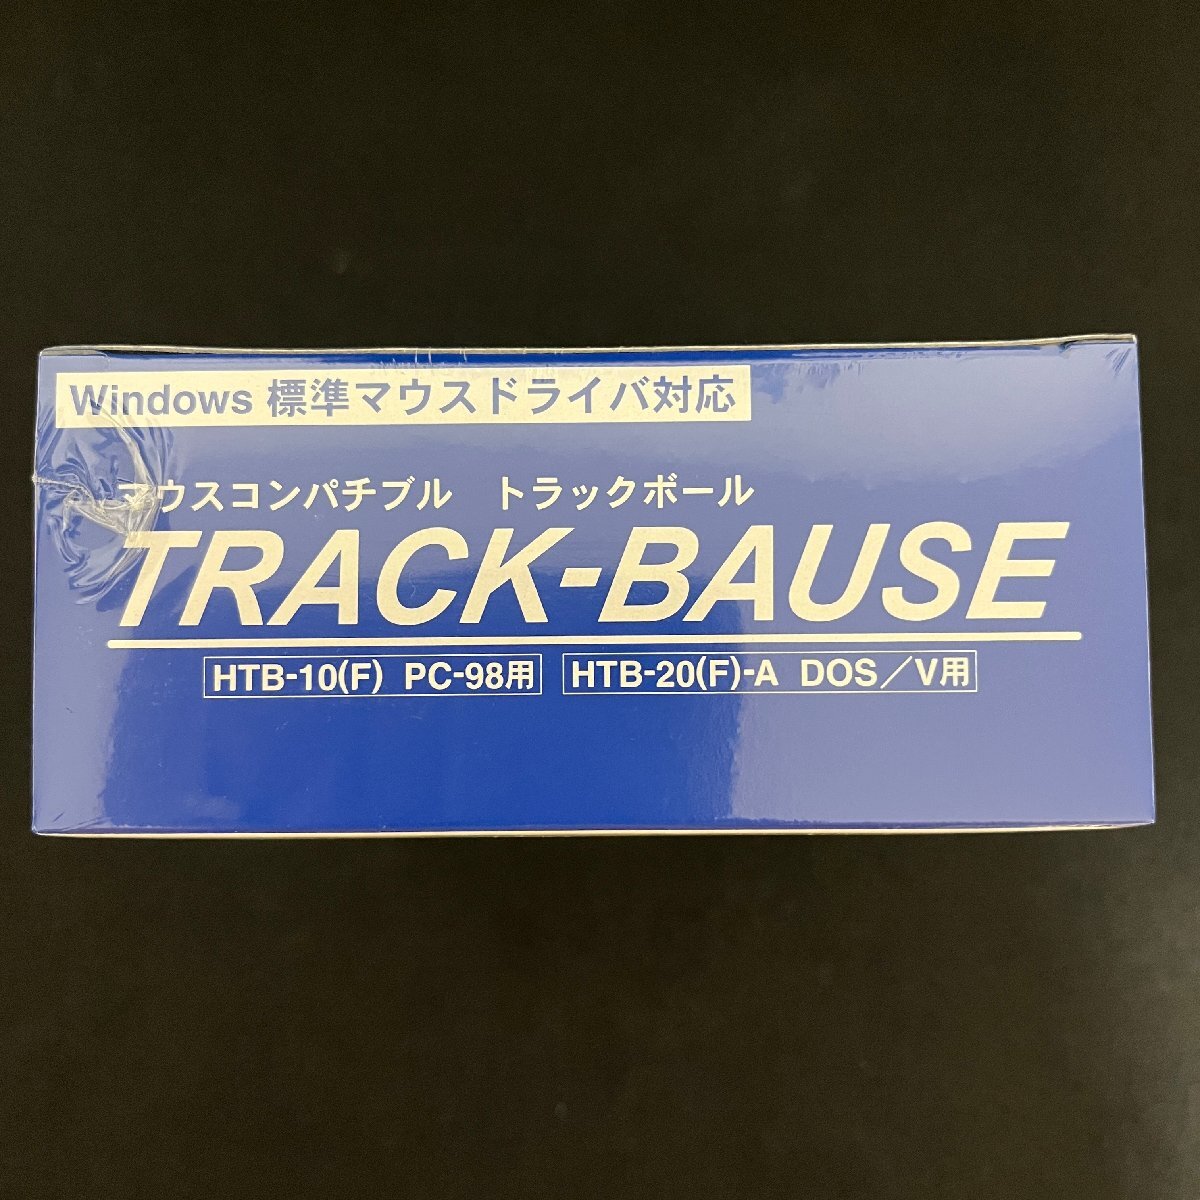 Windows 標準マウスドライバ対応
マウスコンパチブル　トラックボール
TRACK-BAUSE
HTB-10(F) PC-98用 HTB-20(F)-A DOS／V用